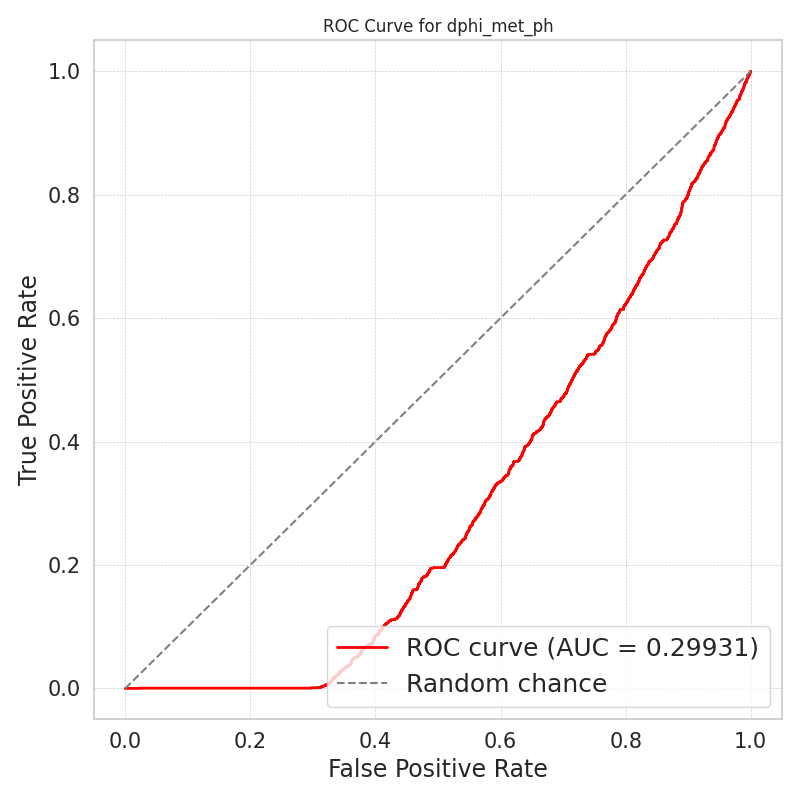 ROC Curve for dphi_met_ph
True Positive Rate
1.0
0.8
0.6
0.4
0.2
0.0
ROC curve (AUC = 0.29931)
Random chance
0.0 0.2 0.4 0.6 0.8 1.0
False Positive Rate